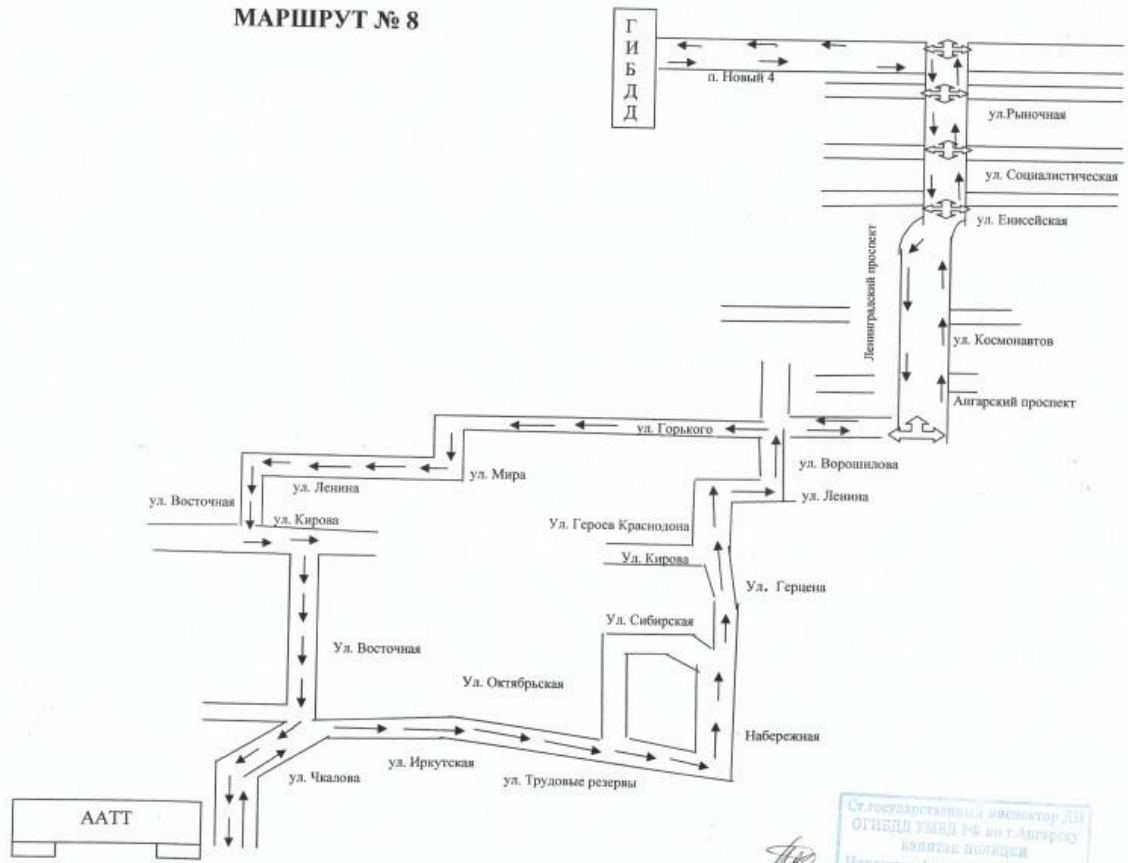 МАРШРУТ № 8
ГИБДД
п. Новый 4
ул.Рыночная
ул. Социалистическая
ул. Енисейская
Ленинградский проспект
ул. Космонавтов
Ангарский проспект
ул. Горького
ул. Ворошилова
ул. Мира
ул. Ленина
ул. Ленина
ул. Восточная
ул. Кирова
Ул. Героев Краснодона
Ул. Кирова
Ул. Герцена
Ул. Сибирская
Ул. Восточная
Ул. Октябрьская
Набережная
ул. Иркутская
ул. Чкалова
ул. Трудовые резервы
ААТТ
Ст.государственный инспектор ДН
ОГИБДД УМВД РФ по г.Ангарску
капитан полиции